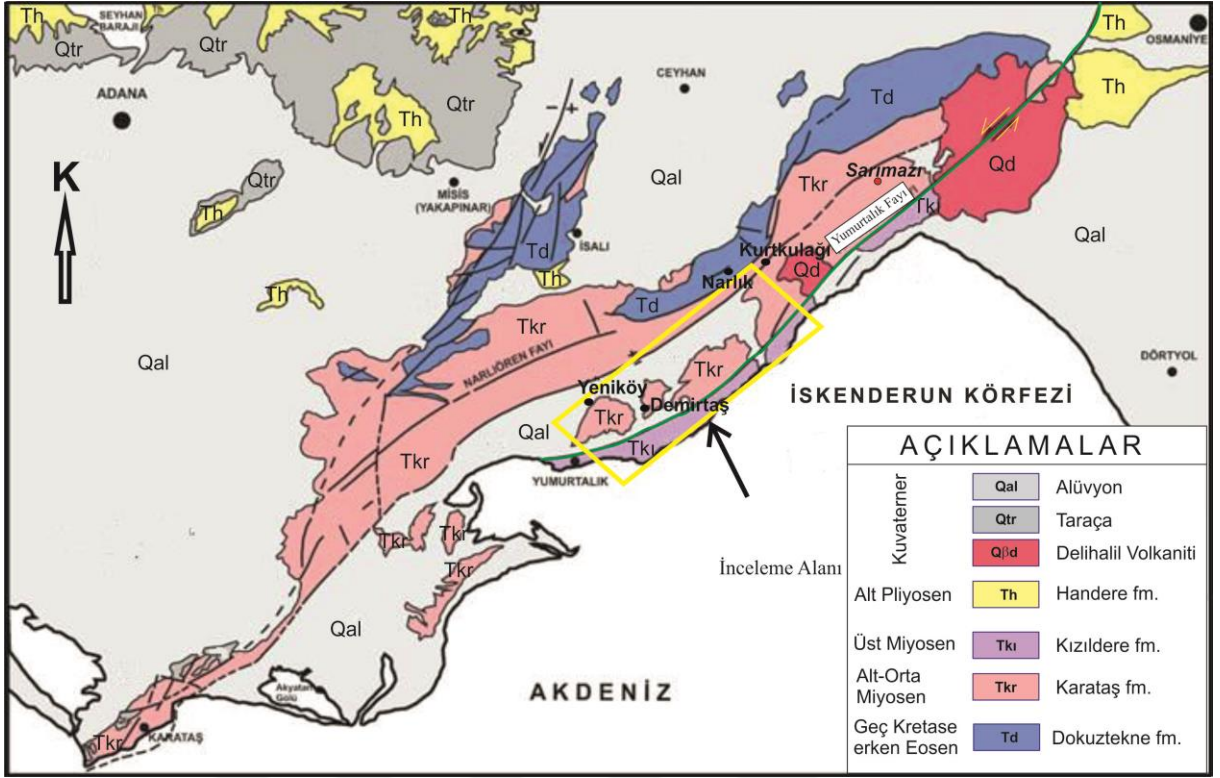 Th
SEYHAN
BARAJI
Qtr
Qtr
Th
Th
OSMANİYE
ADANA
Th
Qtr
CEYHAN
Td
Th
K
Qtr
Th
MİSİS
(YAKAPINAR)
Qal
Td
İSALI
Th
Tkr
Sarımazı
Qd
Yumurtalık Fayı
Tkı
Qal
Kurtkulağı
Qd
Narlık
Th
Td
Qal
Tkr
NARLIÖREN FAYI
Tkr
DÖRTYOL
Yeniköy
Demirtaş
Tkr
İSKENDERUN KÖRFEZİ
Qal
Tkı
Tkr
YUMURTALIK
Tkr
Tkr
Tkr
İnceleme Alanı
Qal
Akyatan
Gölü
AKDENİZ
Tkr
KARATAŞ
AÇIKLAMALAR
Kuvaterner
Qal Alüvyon
Qtr Taraça
Qβd Delihalil Volkaniti
Alt Pliyosen Th Handere fm.
Üst Miyosen Tkı Kızıldere fm.
Alt-Orta
Miyosen Tkr Karataş fm.
Geç Kretase
erken Eosen Td Dokuztekne fm.